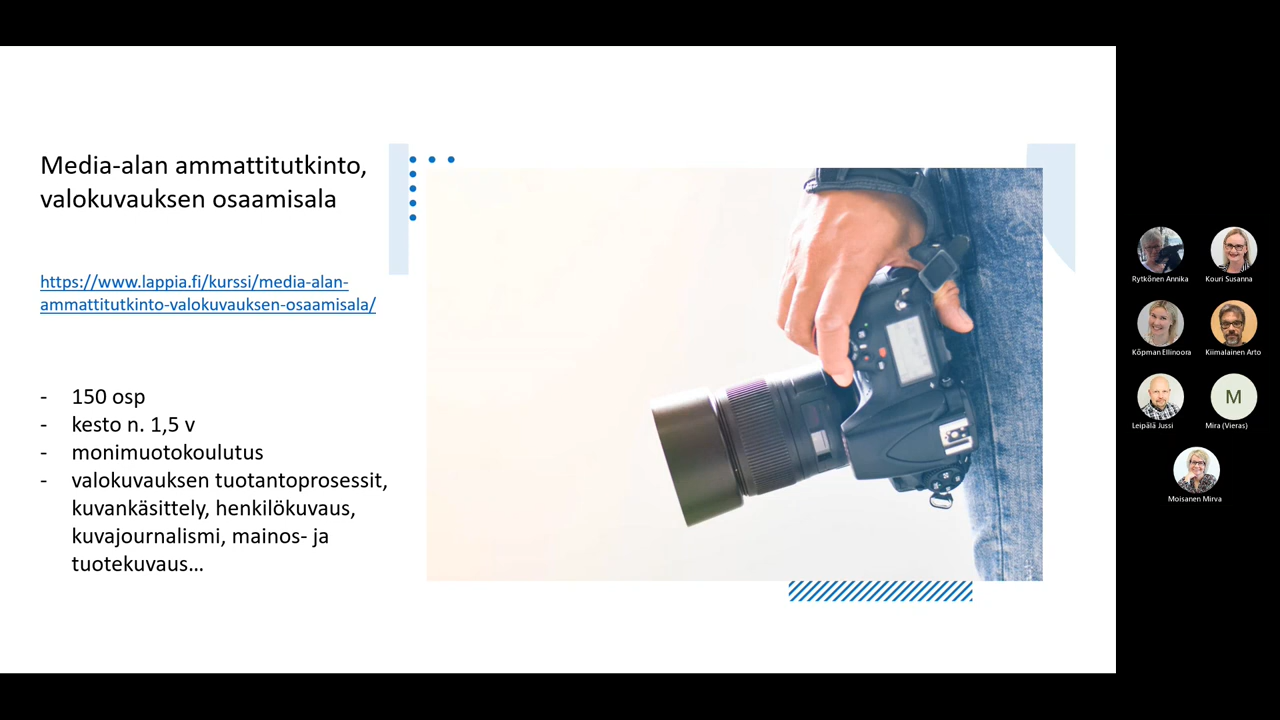 Media-alan ammattitutkinto,
valokuvauksen osaamisala
https://www.lappia.fi/kurssi/media-alan-
ammattitutkinto-valokuvauksen-osaamisala/
- 150 osp
- kesto n. 1,5 v
- monimuotokoulutus
- valokuvauksen tuotantoprosessit,
kuvankäsittely, henkilökuvaus,
kuvajournalismi, mainos- ja
tuotekuvaus...
Rytkönen Annika
Kouri Susanna
Köpman Ellinoora
Kiimalainen Arto
Leipälä Jussi
M
Mira (Vieras)
Moisanen Mirva